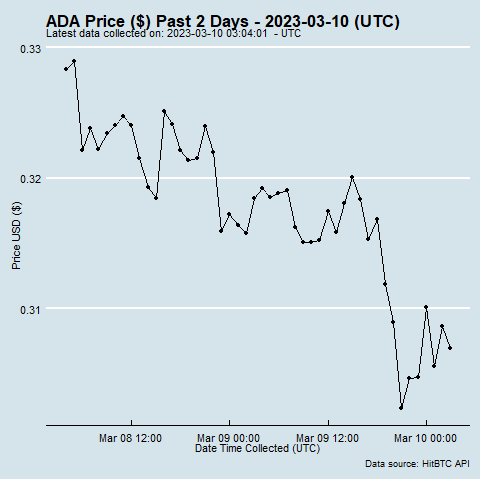 ADA Price ($) Past 2 Days - 2023-03-10 (UTC)
Latest data collected on: 2023-03-10 03:04:01 - UTC
0.33
0.32
0.31
Price USD ($)
Mar 08 12:00 Mar 09 00:00 Mar 09 12:00 Mar 10 00:00
Date Time Collected (UTC)
Data source: HitBTC API